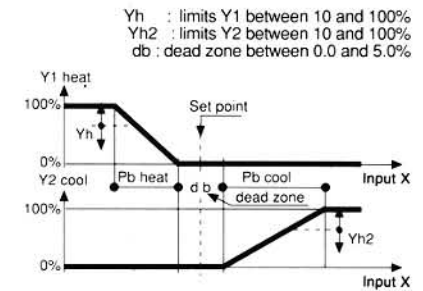 Yh : limits Y1 between 10 and 100%
Yh2 : limits Y2 between 10 and 100%
db : dead zone between 0.0 and 5.0%
Y1 heat
100%
Set point
Yh
0%
Pb heat
d b
Pb cool
Input X
Y2 cool
dead zone
100%
Yh2
0%
Input X